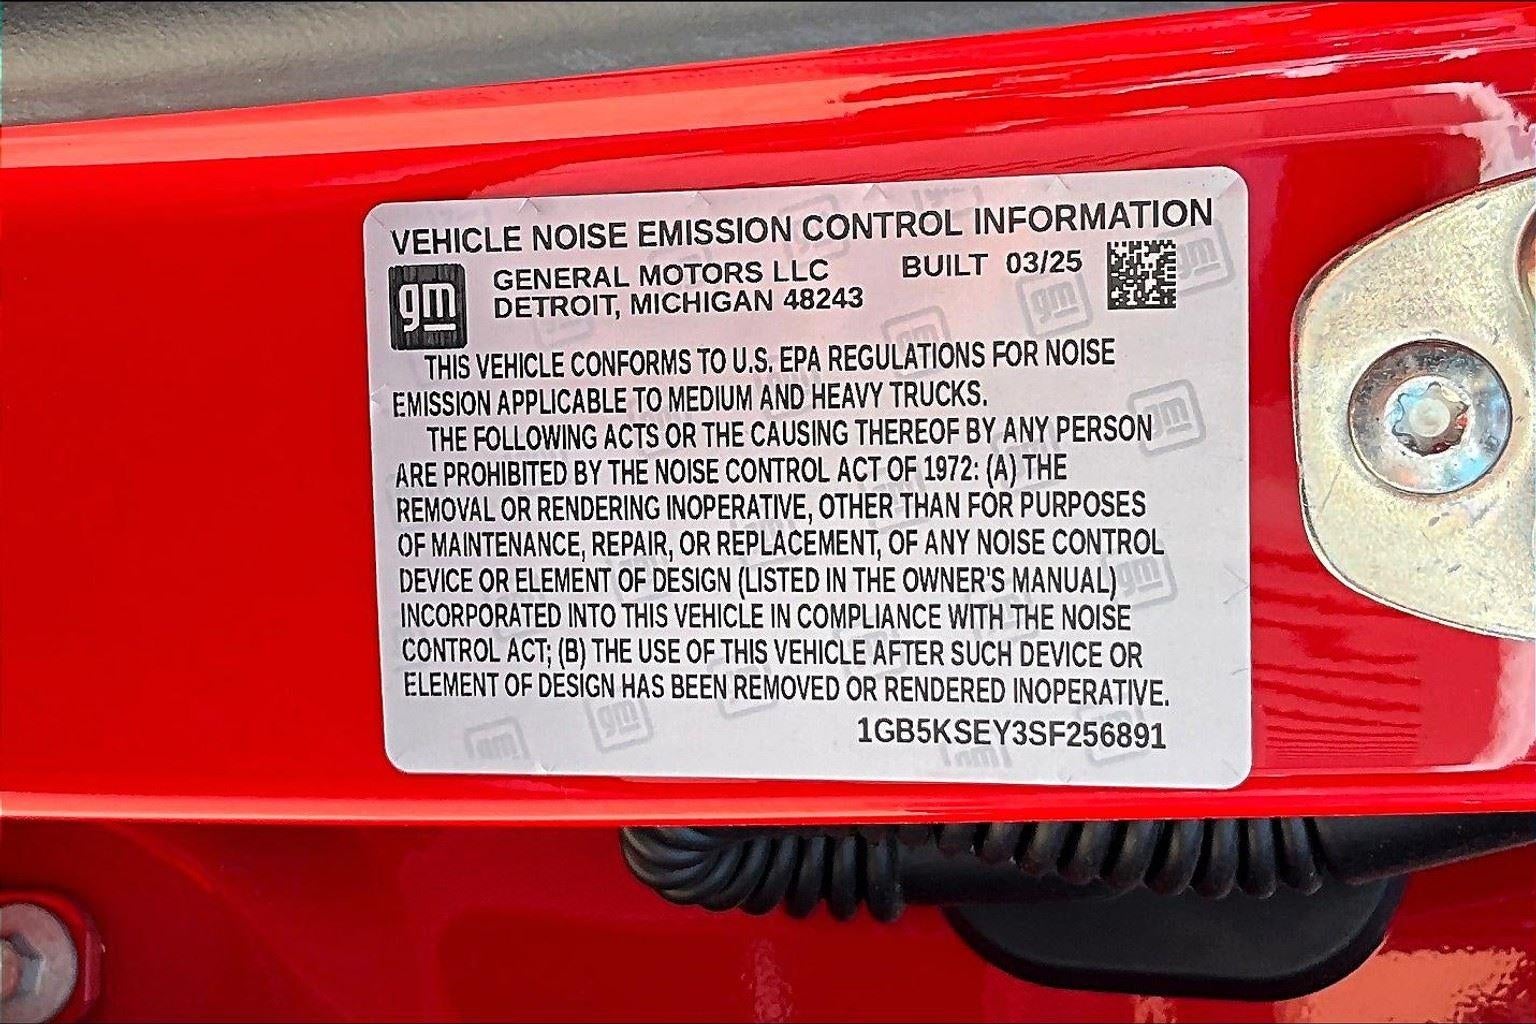 VEHICLE NOISE EMISSION CONTROL INFORMATION
gm GENERAL MOTORS LLC BUILT 03/25
DETROIT, MICHIGAN 48243
THIS VEHICLE CONFORMS TO U.S. EPA REGULATIONS FOR NOISE
EMISSION APPLICABLE TO MEDIUM AND HEAVY TRUCKS.
THE FOLLOWING ACTS OR THE CAUSING THEREOF BY ANY PERSON
ARE PROHIBITED BY THE NOISE CONTROL ACT OF 1972: (A) THE
REMOVAL OR RENDERING INOPERATIVE, OTHER THAN FOR PURPOSES
OF MAINTENANCE, REPAIR, OR REPLACEMENT, OF ANY NOISE CONTROL
DEVICE OR ELEMENT OF DESIGN (LISTED IN THE OWNER'S MANUAL)
INCORPORATED INTO THIS VEHICLE IN COMPLIANCE WITH THE NOISE
CONTROL ACT; (B) THE USE OF THIS VEHICLE AFTER SUCH DEVICE OR
ELEMENT OF DESIGN HAS BEEN REMOVED OR RENDERED INOPERATIVE.
1GB5KSEY3SF256891